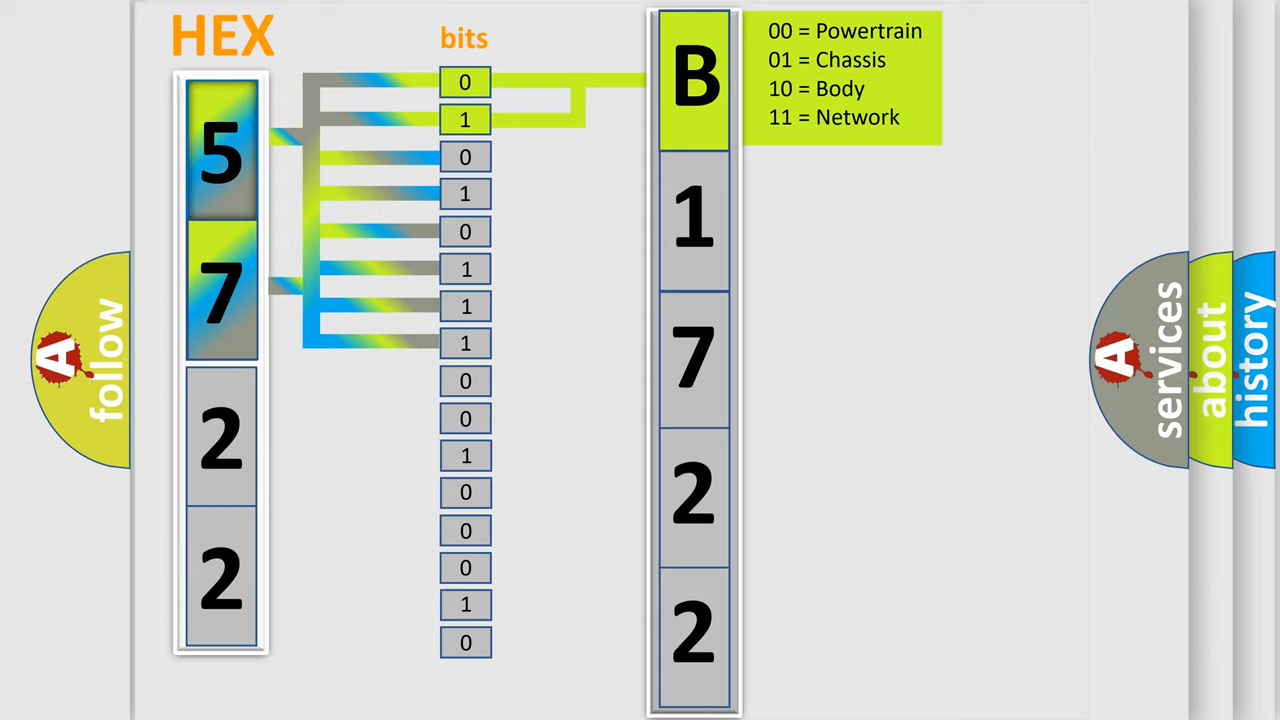 HEX
bits
5
7
2
2
0
1
0
1
0
1
1
1
0
0
1
0
0
0
1
0
B
1
7
2
2
00 = Powertrain
01 = Chassis
10 = Body
11 = Network
A
follow
A
services
about
history